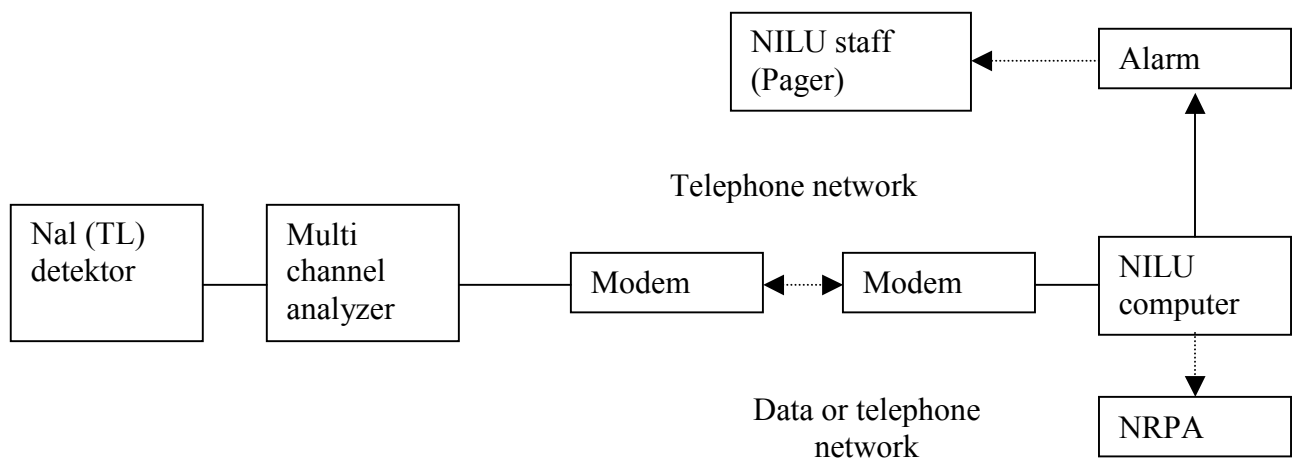 NILU staff
(Pager)
Alarm
Telephone network
NaI (TL)
detektor
Multi
channel
analyzer
Modem
Modem
NILU
computer
Data or telephone
network
NRPA